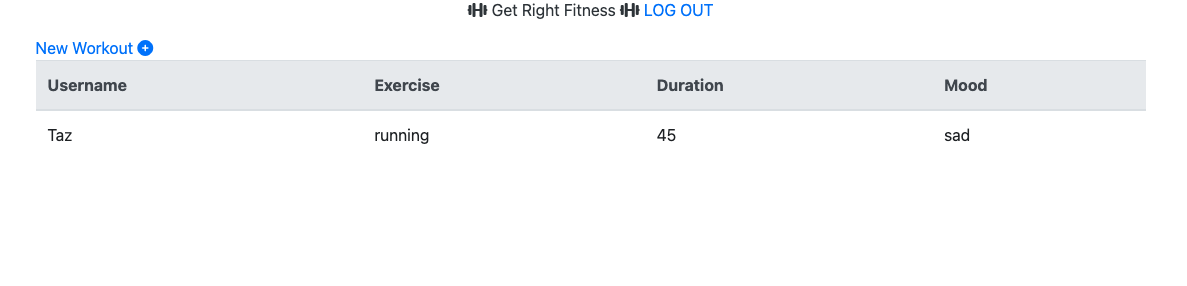 Get Right Fitness LOG OUT
New Workout
Username Exercise Duration Mood
Taz running 45 sad